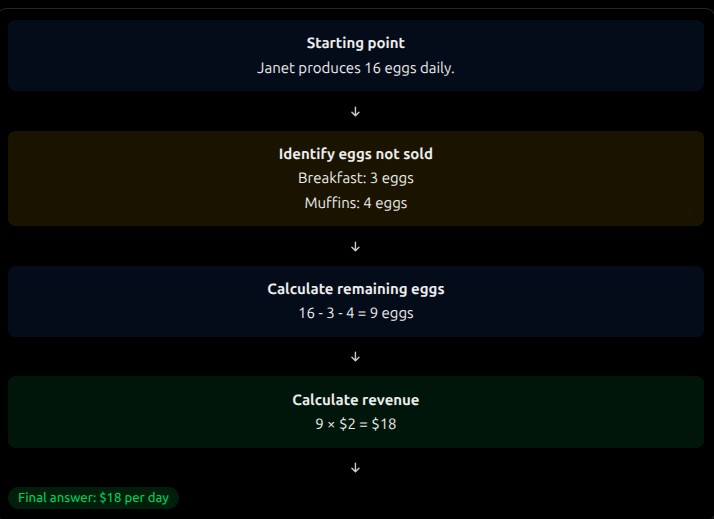 Starting point
Janet produces 16 eggs daily.
↓
Identify eggs not sold
Breakfast: 3 eggs
Muffins: 4 eggs
↓
Calculate remaining eggs
16 - 3 - 4 = 9 eggs
↓
Calculate revenue
9 × $2 = $18
↓
Final answer: $18 per day